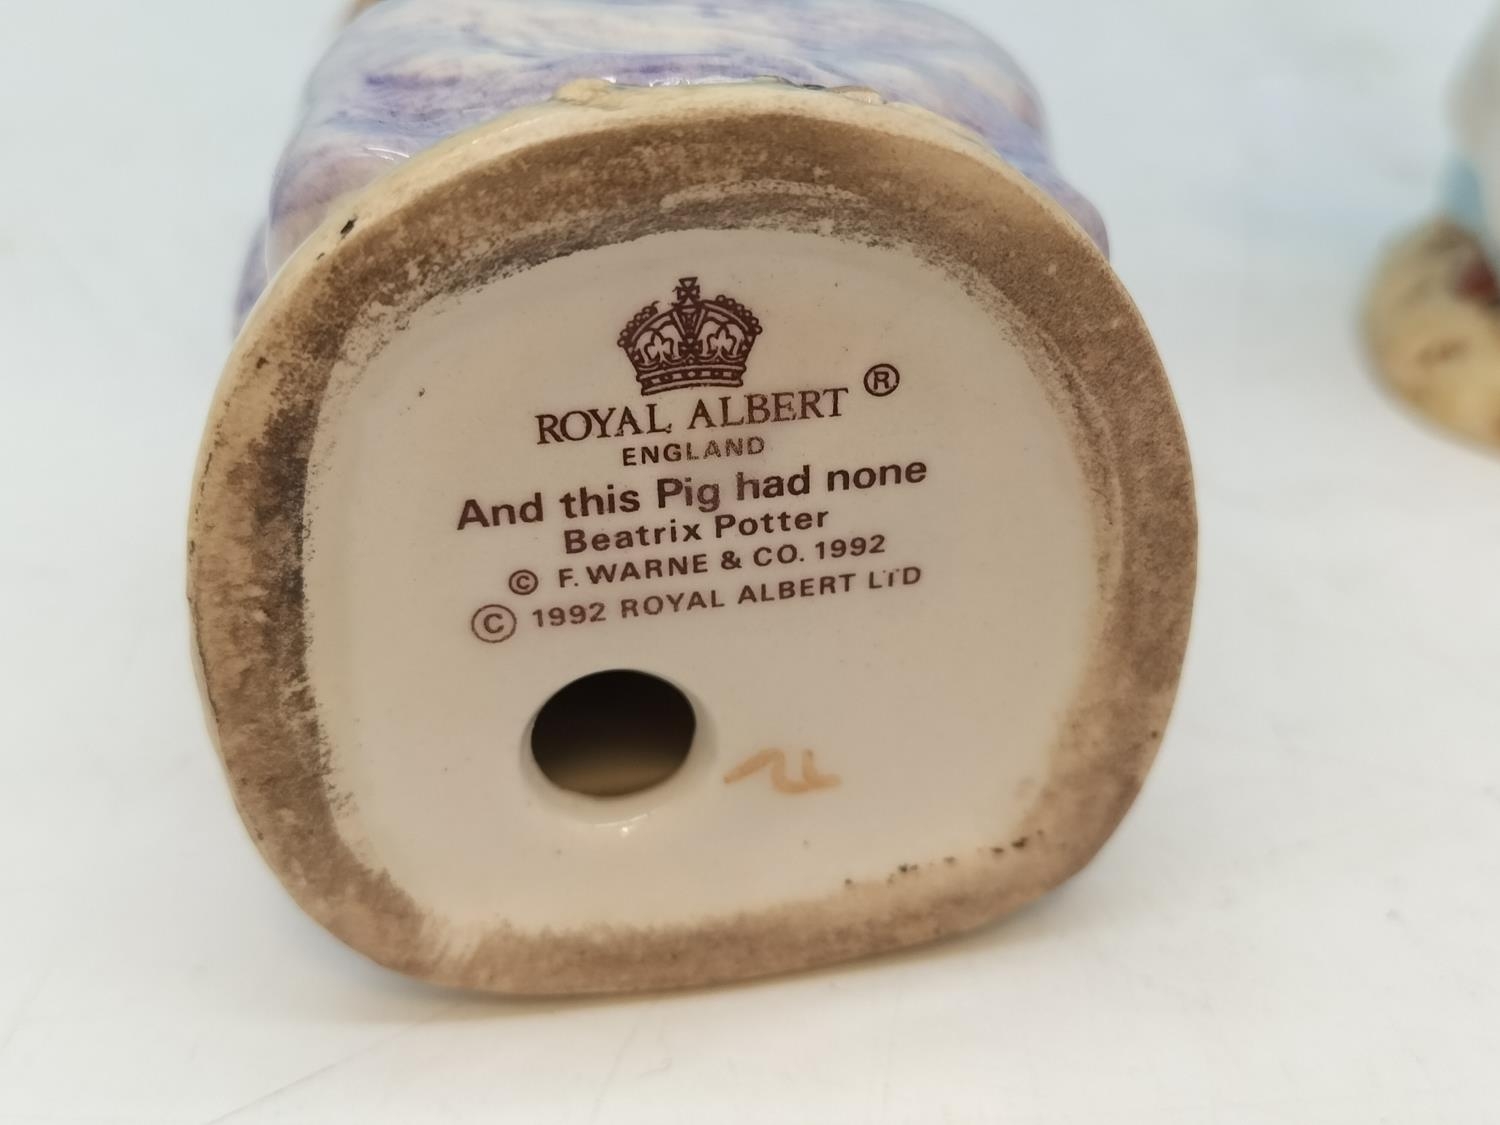 ROYAL ALBERT ®
ENGLAND
And this Pig had none
Beatrix Potter
© F. WARNE & CO. 1992
© 1992 ROYAL ALBERT LTD